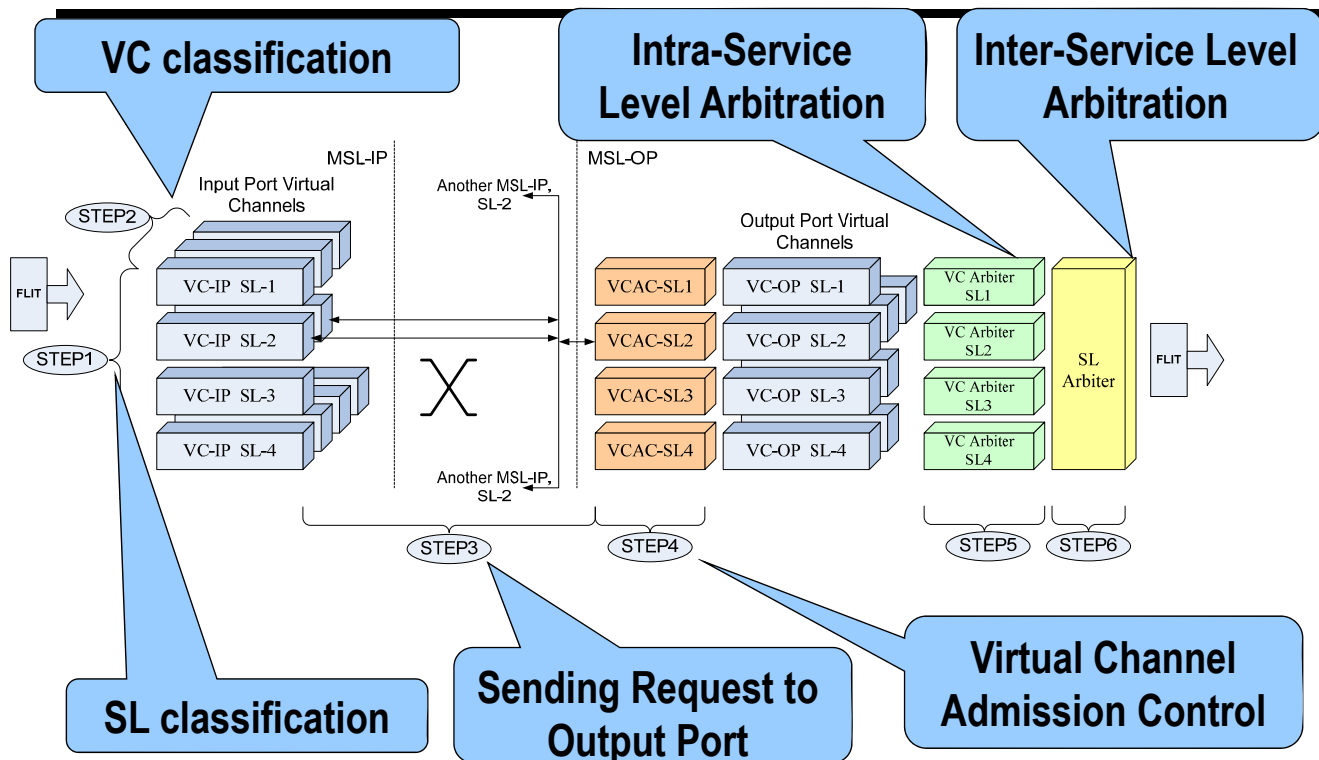 VC classification
Intra-Service
Level Arbitration
Inter-Service Level
Arbitration
MSL-IP
MSL-OP
Input Port Virtual
Channels
Another MSL-IP,
SL-2
Output Port Virtual
Channels
STEP2
FLIT
STEP1
VC-IP SL-1
VC-IP SL-2
VC-IP SL-3
VC-IP SL-4
VCAC-SL1
VCAC-SL2
VCAC-SL3
VCAC-SL4
VC-OP SL-1
VC-OP SL-2
VC-OP SL-3
VC-OP SL-4
VC Arbiter
SL1
VC Arbiter
SL2
VC Arbiter
SL3
VC Arbiter
SL4
SL
Arbiter
FLIT
Another MSL-IP,
SL-2
STEP3
STEP4
STEP5
STEP6
SL classification
Sending Request to
Output Port
Virtual Channel
Admission Control